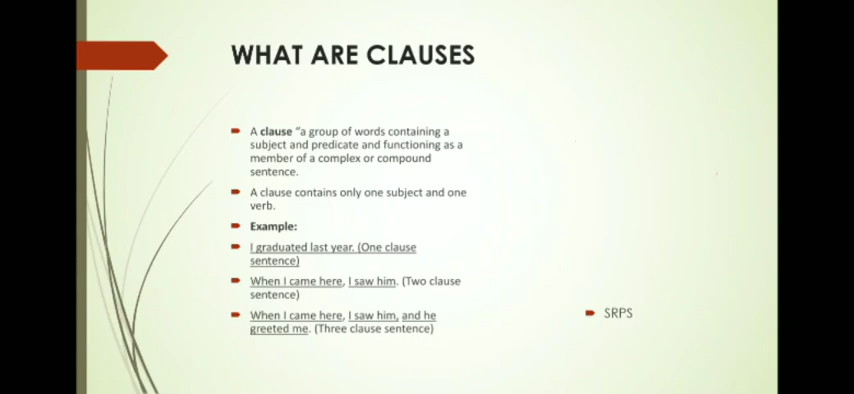 WHAT ARE CLAUSES
A clause “a group of words containing a
subject and predicate and functioning as a
member of a complex or compound
sentence.
A clause contains only one subject and one
verb.
Example:
I graduated last year. (One clause
sentence)
When I came here, I saw him. (Two clause
sentence)
When I came here, I saw him, and he
greeted me. (Three clause sentence)
SRPS